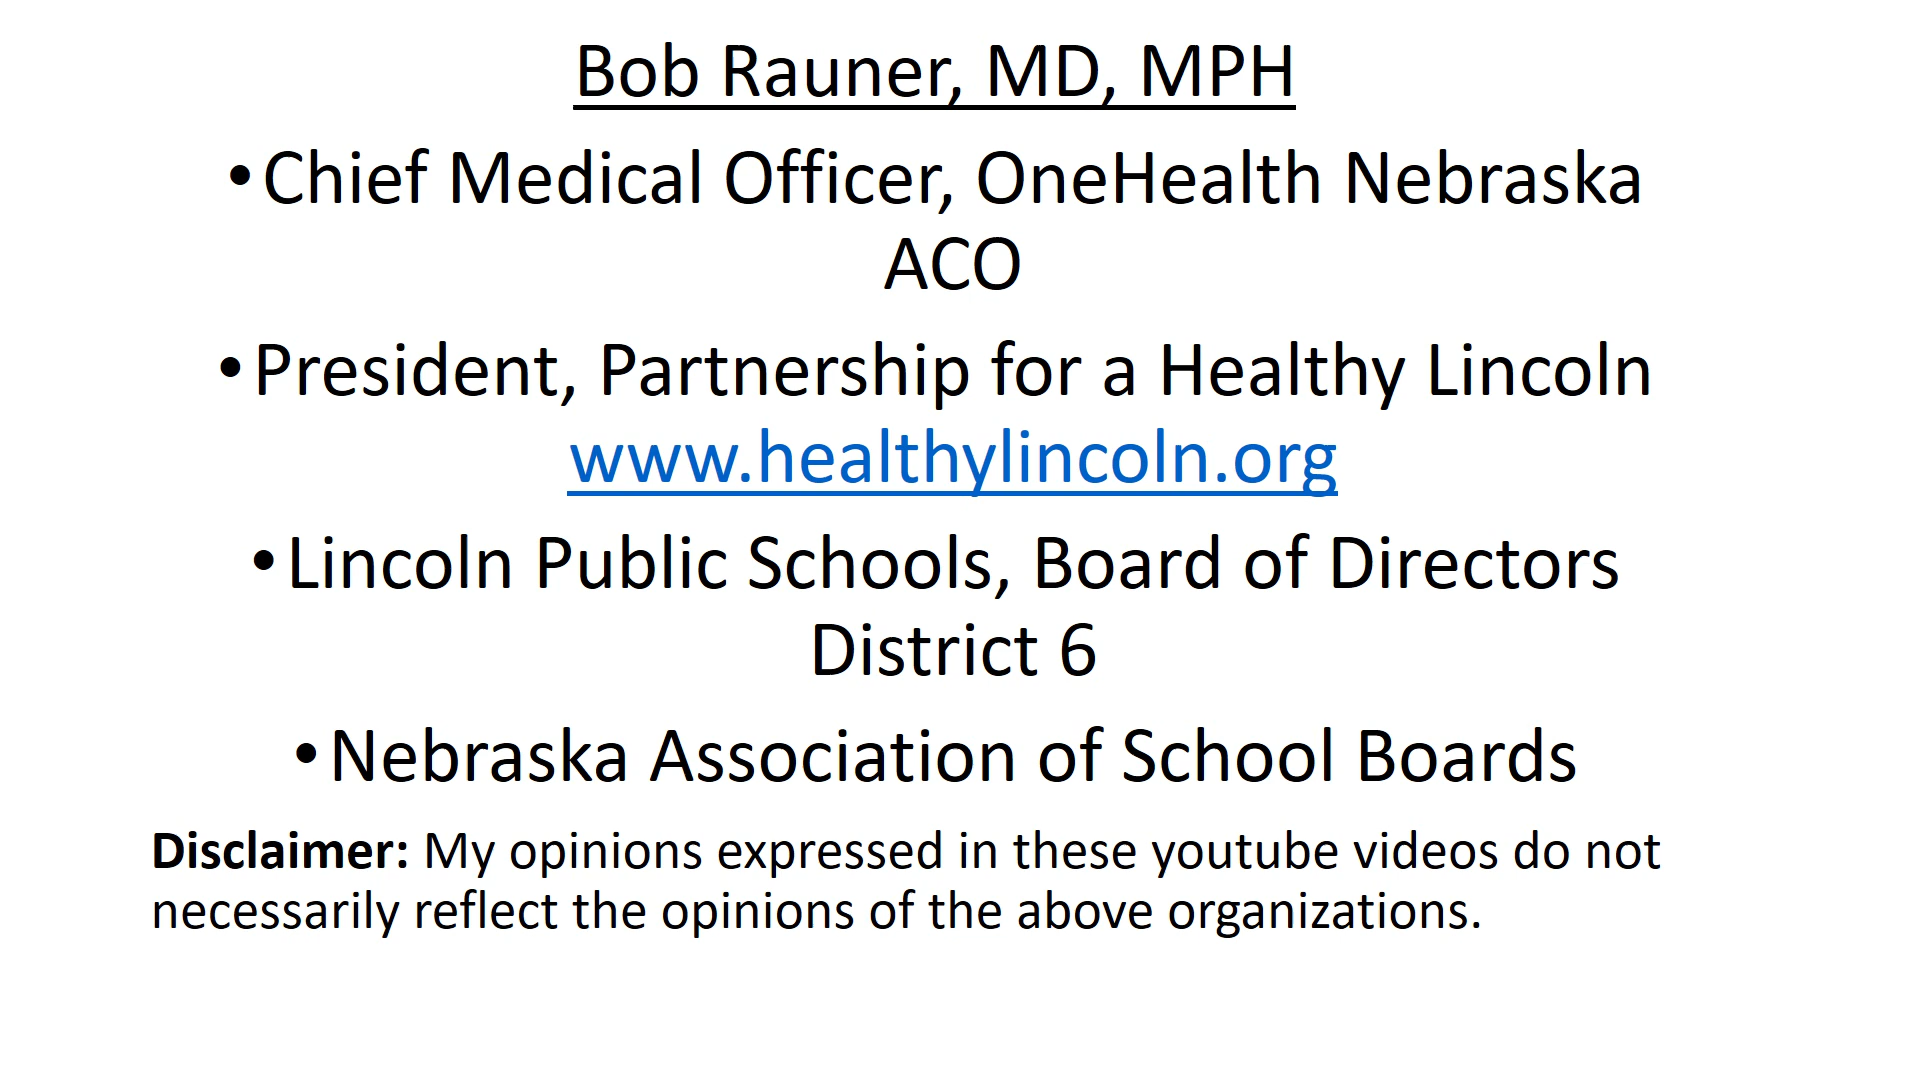 Bob Rauner, MD, MPH
•Chief Medical Officer, OneHealth Nebraska
ACO
•President, Partnership for a Healthy Lincoln
www.healthylincoln.org
•Lincoln Public Schools, Board of Directors
District 6
•Nebraska Association of School Boards
Disclaimer: My opinions expressed in these youtube videos do not
necessarily reflect the opinions of the above organizations.